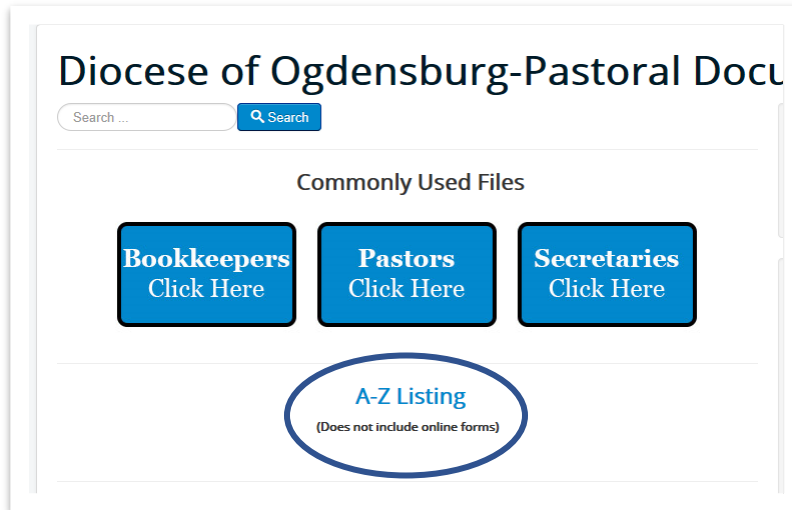 Diocese of Ogdensburg-Pastoral Docu
Search ...
Search
Commonly Used Files
Bookkeepers
Click Here
Pastors
Click Here
Secretaries
Click Here
A-Z Listing
(Does not include online forms)